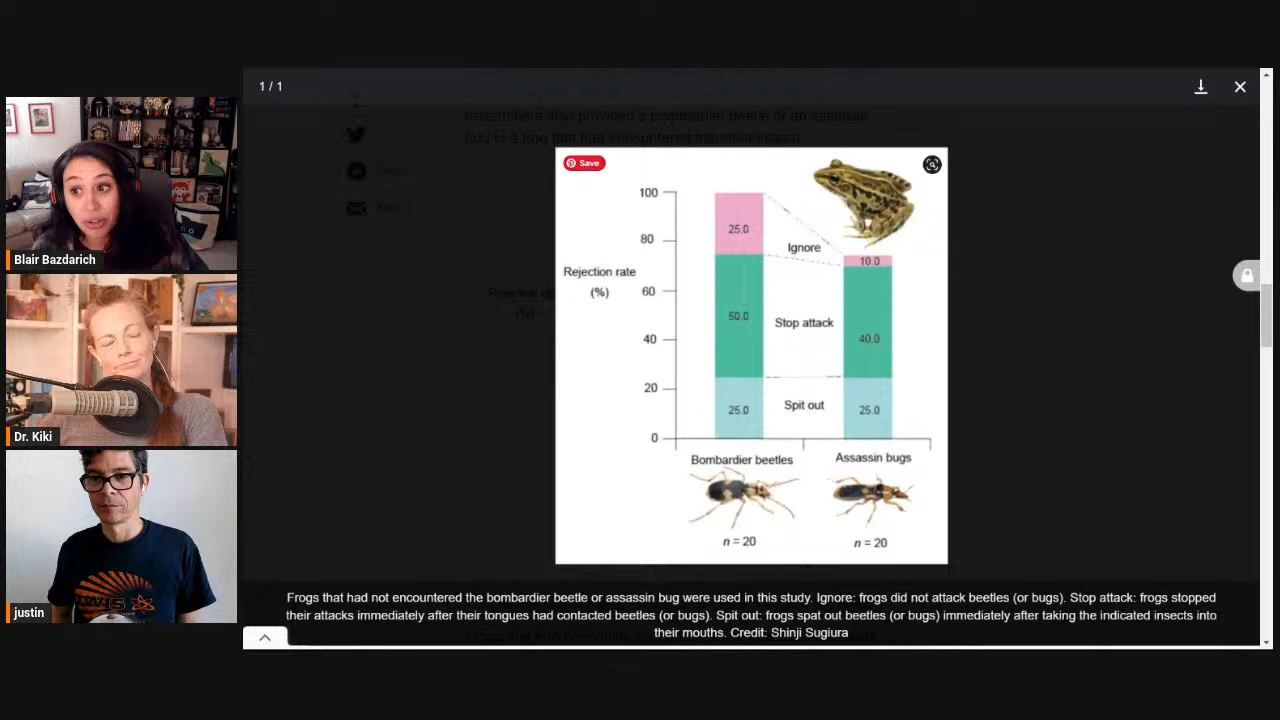 1 / 1
Save
100
80
60
40
20
0
Rejection rate
(%)
25.0
50.0
25.0
Ignore
Stop attack
Spit out
10.0
40.0
25.0
Bombardier beetles
Assassin bugs
n = 20
n = 20
Frogs that had not encountered the bombardier beetle or assassin bug were used in this study. Ignore: frogs did not attack beetles (or bugs). Stop attack: frogs stopped
their attacks immediately after their tongues had contacted beetles (or bugs). Spit out: frogs spat out beetles (or bugs) immediately after taking the indicated insects into
their mouths. Credit: Shinji Sugiura
Blair Bazdarich
Dr. Kiki
TWIS
justin